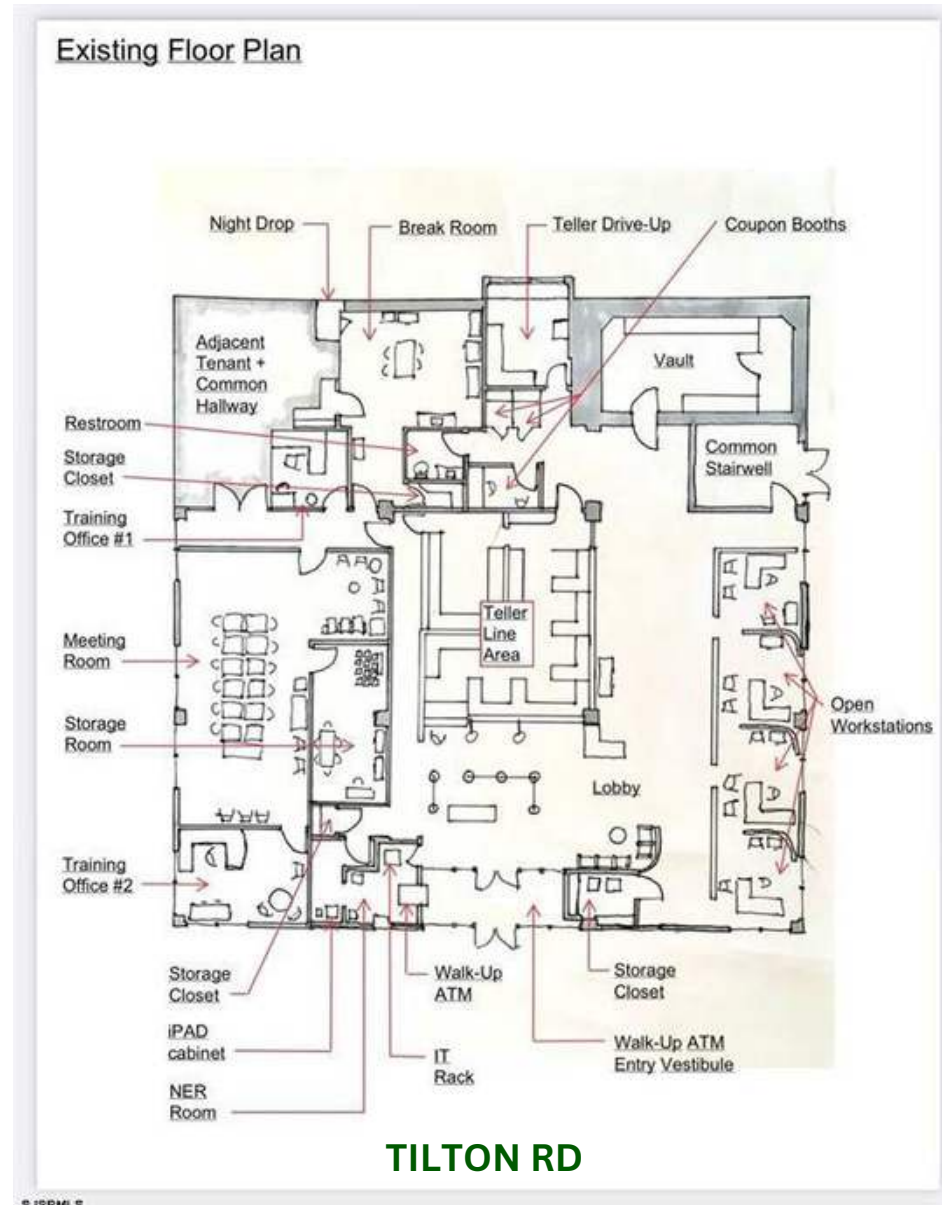 Existing Floor Plan
Night Drop
Break Room
Teller Drive-Up
Coupon Booths
Adjacent
Tenant +
Common
Hallway
Vault
Restroom
Common
Stairwell
Storage
Closet
Training
Office #1
Teller
Line
Area
Meeting
Room
Open
Workstations
Storage
Room
Lobby
Training
Office #2
Storage
Closet
Walk-Up
ATM
Storage
Closet
iPAD
cabinet
IT
Rack
Walk-Up ATM
Entry Vestibule
NER
Room
TILTON RD